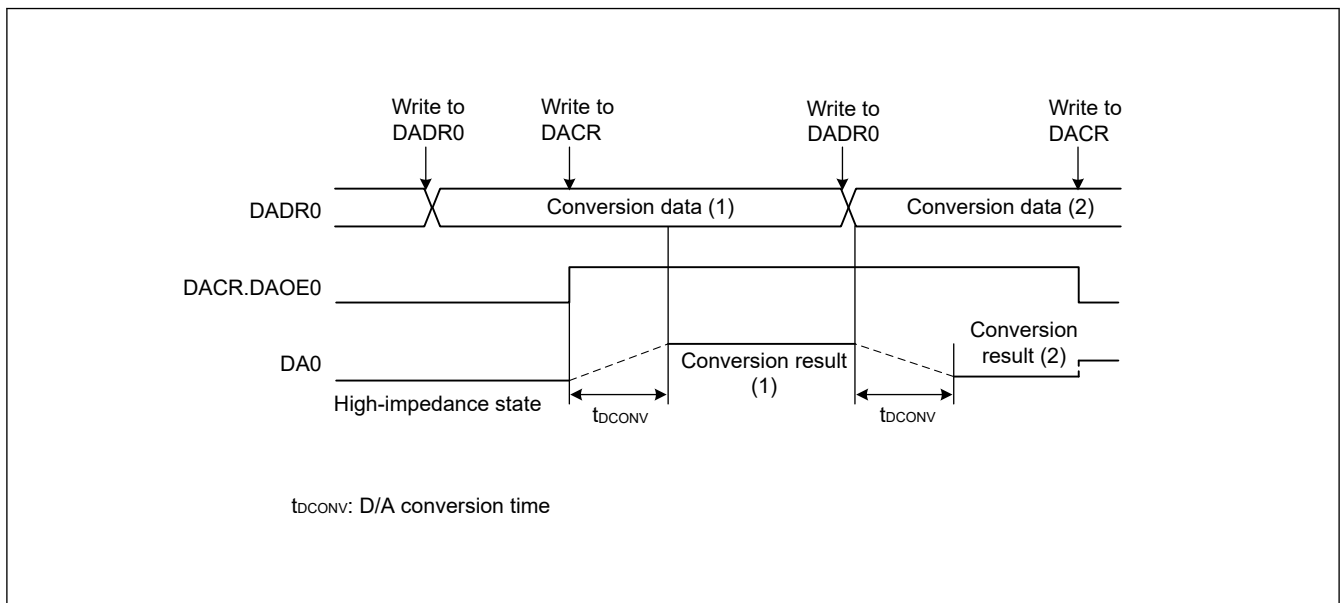 Write to
DADR0
Write to
DACR
Write to
DADR0
Write to
DACR
DADR0
Conversion data (1)
Conversion data (2)
DACR.DAOE0
DA0
Conversion result
(1)
Conversion
result (2)
High-impedance state
tDCONV
tDCONV
tDCONV: D/A conversion time